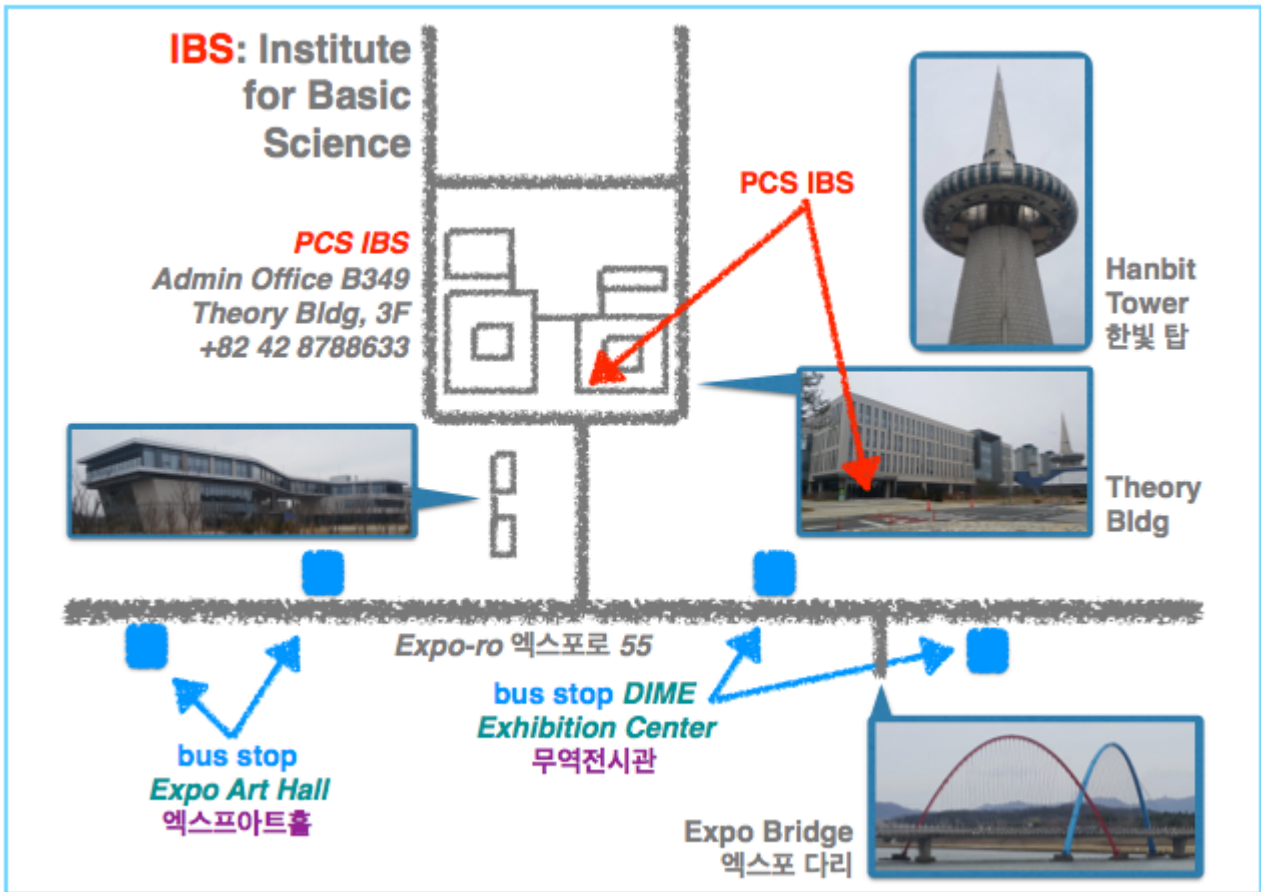 IBS: Institute
for Basic
Science
PCS IBS
PCS IBS
Admin Office B349
Theory Bldg, 3F
+82 42 8788633
Hanbit
Tower
한빛 탑
Theory
Bldg
Expo-ro 엑스포로 55
bus stop DIME
Exhibition Center
무역전시관
bus stop
Expo Art Hall
엑스프아트홀
Expo Bridge
엑스포 다리